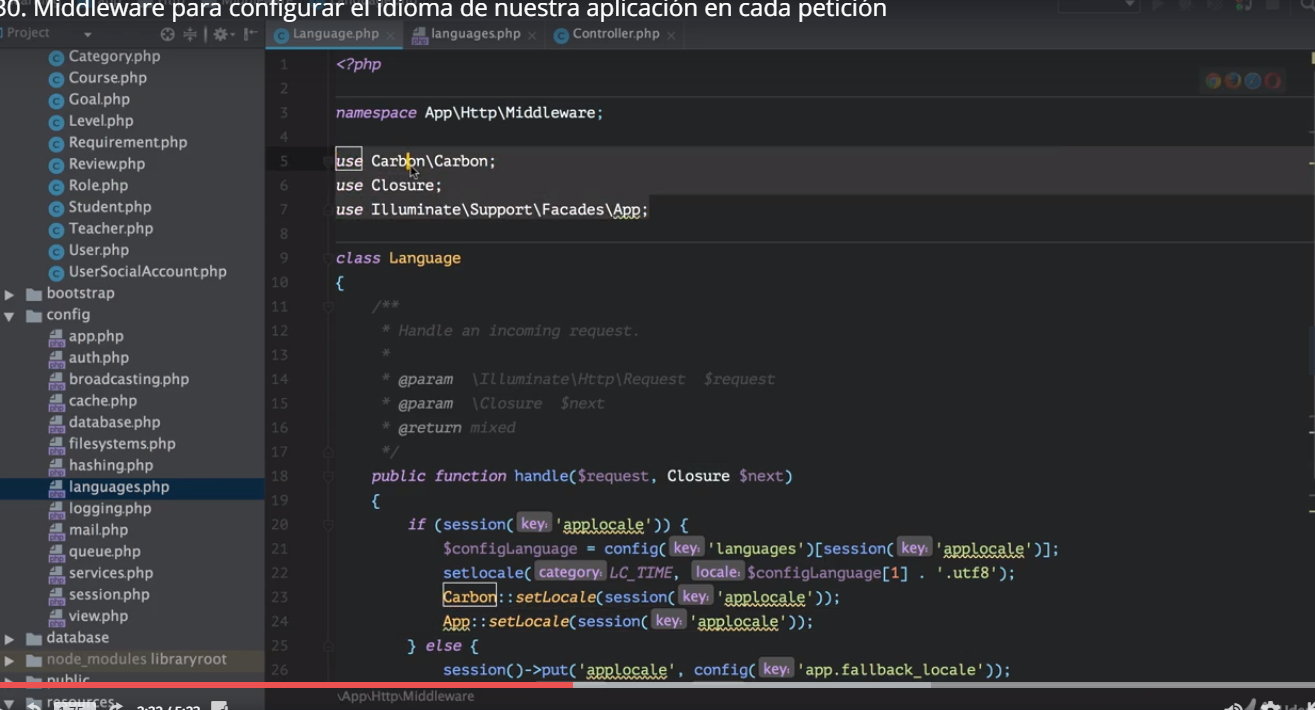 30. Middleware para configurar el idioma de nuestra aplicación en cada petición
Project
Language.php
languages.php
Controller.php
Category.php
Course.php
Goal.php
Level.php
Requirement.php
Review.php
Role.php
Student.php
Teacher.php
User.php
UserSocialAccount.php
bootstrap
config
app.php
auth.php
broadcasting.php
cache.php
database.php
filesystems.php
hashing.php
languages.php
logging.php
mail.php
queue.php
services.php
session.php
view.php
database
node_modules libraryroot
public
resources
1 <?php
2
3 namespace App\Http\Middleware;
4
5 use Carbon\Carbon;
6 use Closure;
7 use Illuminate\Support\Facades\App;
8
9 class Language
10 {
11 /**
12 * Handle an incoming request.
13 *
14 * @param \Illuminate\Http\Request $request
15 * @param \Closure $next
16 * @return mixed
17 */
18 public function handle($request, Closure $next)
19 {
20 if (session( key: 'applocale')) {
21 $configLanguage = config( key: 'languages')[session( key: 'applocale')];
22 setlocale( category: LC_TIME, locale: $configLanguage[1] . '.utf8');
23 Carbon::setLocale(session( key: 'applocale'));
24 App::setLocale(session( key: 'applocale'));
25 } else {
26 session()->put('applocale', config( key: 'app.fallback_locale'));
\App\Http\Middleware